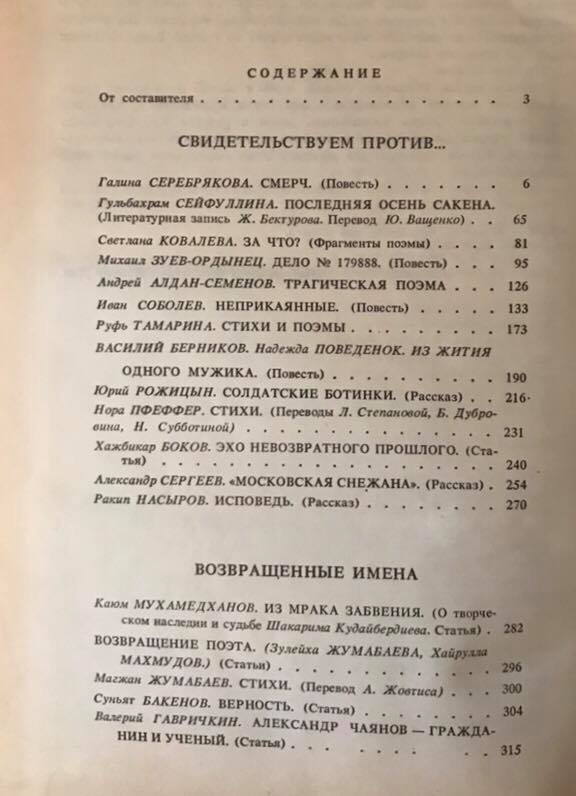 СОДЕРЖАНИЕ
От составителя . . . . . . . . . . . . . . . . . . 3
СВИДЕТЕЛЬСТВУЕМ ПРОТИВ...
Галина СЕРЕБРЯКОВА. СМЕРЧ. (Повесть) . . . . . . . 6
Гульбахрам СЕЙФУЛЛИНА. ПОСЛЕДНЯЯ ОСЕНЬ САКЕНА.
(Литературная запись Ж. Бектурова. Перевод Ю. Ващенко) . . . 65
Светлана КОВАЛЕВА. ЗА ЧТО? (Фрагменты поэмы) . . . . 81
Михаил ЗУЕВ-ОРДЫНЕЦ. ДЕЛО № 179888. (Повесть) . . . 95
Андрей АЛДАН-СЕМЕНОВ. ТРАГИЧЕСКАЯ ПОЭМА . . . 126
Иван СОБОЛЕВ. НЕПРИКАЯННЫЕ. (Повесть) . . . . . 133
Руфь ТАМАРИНА. СТИХИ И ПОЭМЫ . . . . . . . . 173
ВАСИЛИЙ БЕРНИКОВ. Надежда ПОВЕДЕНОК. ИЗ ЖИТИЯ
ОДНОГО МУЖИКА. (Повесть) . . . . . . . . . 190
Юрий РОЖИЦЫН. СОЛДАТСКИЕ БОТИНКИ. (Рассказ) . . 216
Нора ПФЕФФЕР. СТИХИ. (Переводы Л. Степановой, Б. Дубро-
вина, Н. Субботиной) . . . . . . . . . . . . . 231
Хажбикар БОКОВ. ЭХО НЕВОЗВРАТНОГО ПРОШЛОГО. (Ста-
тья) . . . . . . . . . . . . . . . . . . 240
Александр СЕРГЕЕВ. «МОСКОВСКАЯ СНЕЖАНА». (Рассказ) . 254
Ракип НАСЫРОВ. ИСПОВЕДЬ. (Рассказ) . . . . . . . 270
ВОЗВРАЩЕННЫЕ ИМЕНА
Каюм МУХАМЕДХАНОВ. ИЗ МРАКА ЗАБВЕНИЯ. (О творче-
ском наследии и судьбе Шакарима Кудайбердиева. Статья) . 282
ВОЗВРАЩЕНИЕ ПОЭТА. (Зулейха ЖУМАБАЕВА, Хайрулла
МАХМУДОВ.) (Статьи) . . . . . . . . . . . . 296
Магжан ЖУМАБАЕВ. СТИХИ. (Перевод А. Жовтиса) . . . 300
Суньят БАКЕНОВ. ВЕРНОСТЬ. (Статья) . . . . . . . 304
Валерий ГАВРИЧКИН. АЛЕКСАНДР ЧАЯНОВ — ГРАЖДА-
НИН И УЧЕНЫЙ. (Статья) . . . . . . . . . . 315